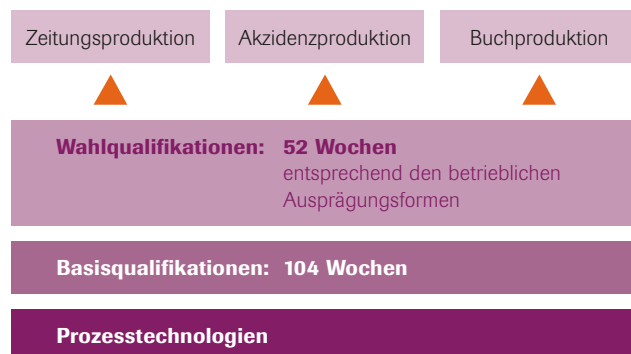 Zeitungsproduktion Akzidenzproduktion Buchproduktion
Wahlqualifikationen: 52 Wochen
entsprechend den betrieblichen
Ausprägungsformen
Basisqualifikationen: 104 Wochen
Prozesstechnologien